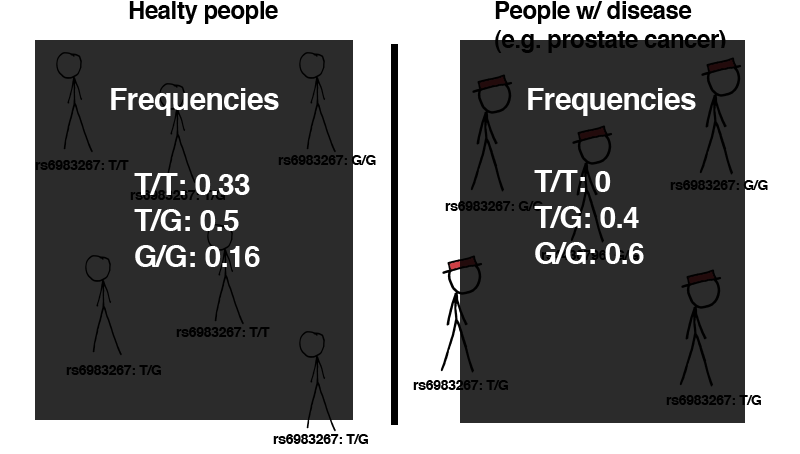 Healty people
Frequencies
rs6983267: T/T
rs6983267: G/G
rs6983267: T/G
T/T: 0.33
T/G: 0.5
G/G: 0.16
rs6983267: T/T
rs6983267: T/G
rs6983267: T/G
People w/ disease
(e.g. prostate cancer)
Frequencies
rs6983267: G/G
rs6983267: G/G
T/T: 0
T/G: 0.4
G/G: 0.6
rs6983267: T/G
rs6983267: T/G